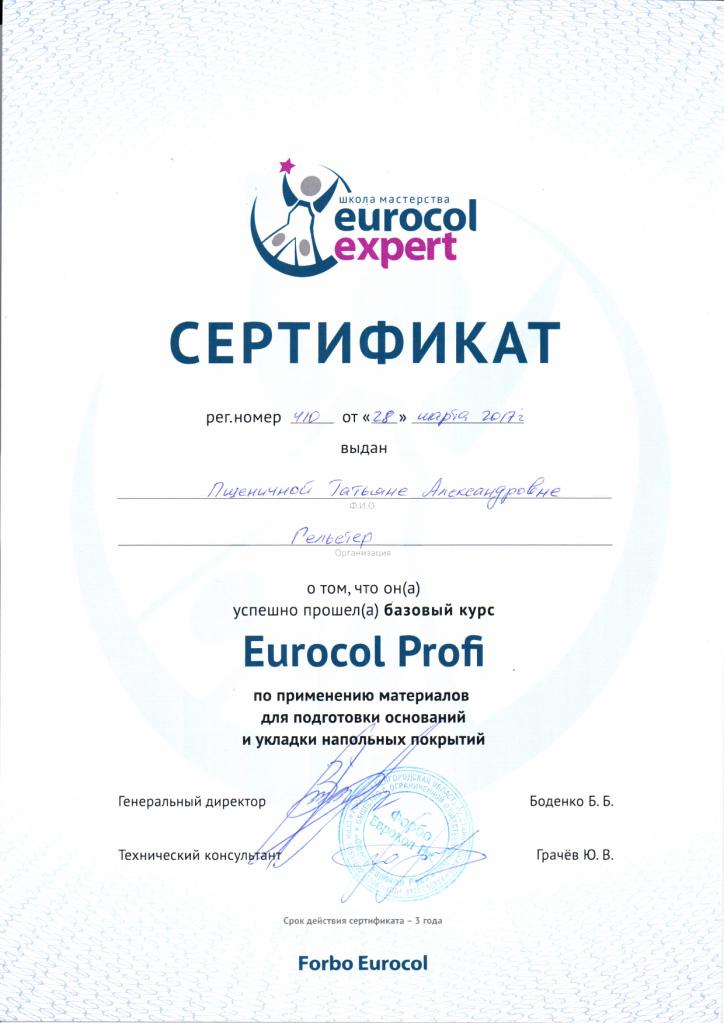 школа мастерства
eurocol
expert
СЕРТИФИКАТ
рег.номер 410 от «28» марта 2017г
выдан
Пшеничной Татьяне Александровне
Ф.И.О.
Гельветер
Организация
о том, что он(а)
успешно прошел(а) базовый курс
Eurocol Profi
по применению материалов
для подготовки оснований
и укладки напольных покрытий
Генеральный директор Боденко Б. Б.
Форбо
Еврокол Рус
Технический консультант Грачёв Ю. В.
Срок действия сертификата – 3 года
Forbo Eurocol